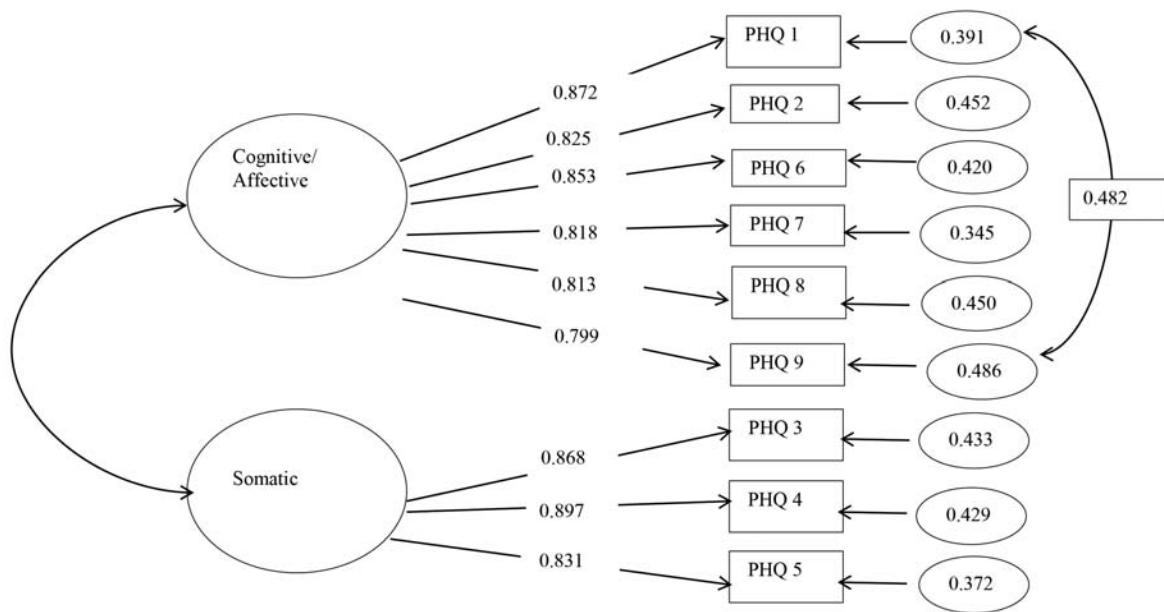 PHQ 1
0.391
0.872
PHQ 2
0.452
0.825
Cognitive/
Affective
0.853
PHQ 6
0.420
0.482
0.818
PHQ 7
0.345
0.813
PHQ 8
0.450
0.799
PHQ 9
0.486
PHQ 3
0.433
0.868
Somatic
0.897
PHQ 4
0.429
0.831
PHQ 5
0.372